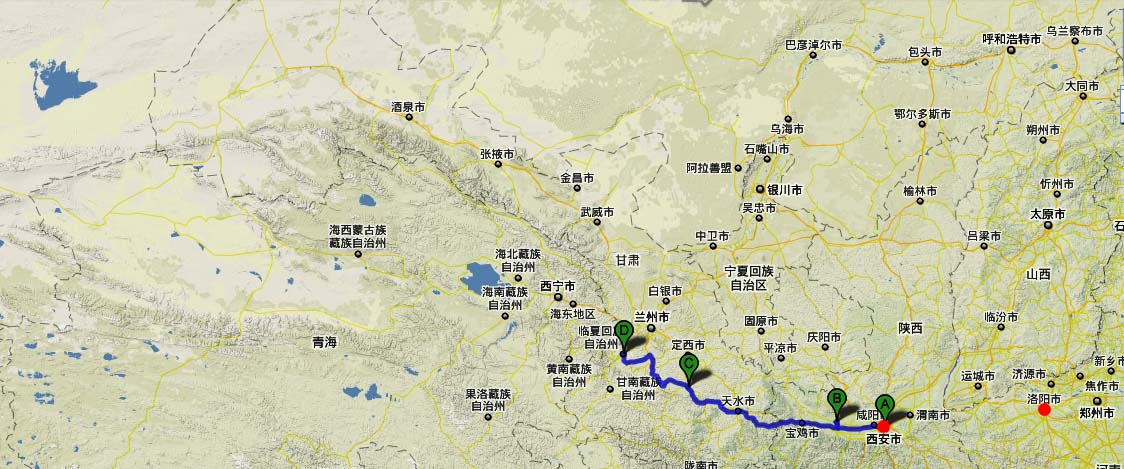 巴彦淖尔市
包头市
呼和浩特市
乌兰察布市
大同市
酒泉市
鄂尔多斯市
乌海市
朔州市
张掖市
石嘴山市
阿拉善盟
金昌市
银川市
榆林市
忻州市
武威市
吴忠市
太原市
海西蒙古族
藏族自治州
中卫市
吕梁市
石
海北藏族
自治州
甘肃
宁夏回族
自治区
山西
西宁市
海南藏族
自治州
白银市
海东地区
兰州市
固原市
临汾市
临夏回
自治州
D
陕西
青海
定西市
庆阳市
平凉市
C
黄南藏族
自治州
甘南藏族
自治州
运城市
济源市
新乡
焦作市
果洛藏族
自治州
天水市
B
A
咸阳
渭南市
洛阳市
郑州市
宝鸡市
西安市
陇南市
河南